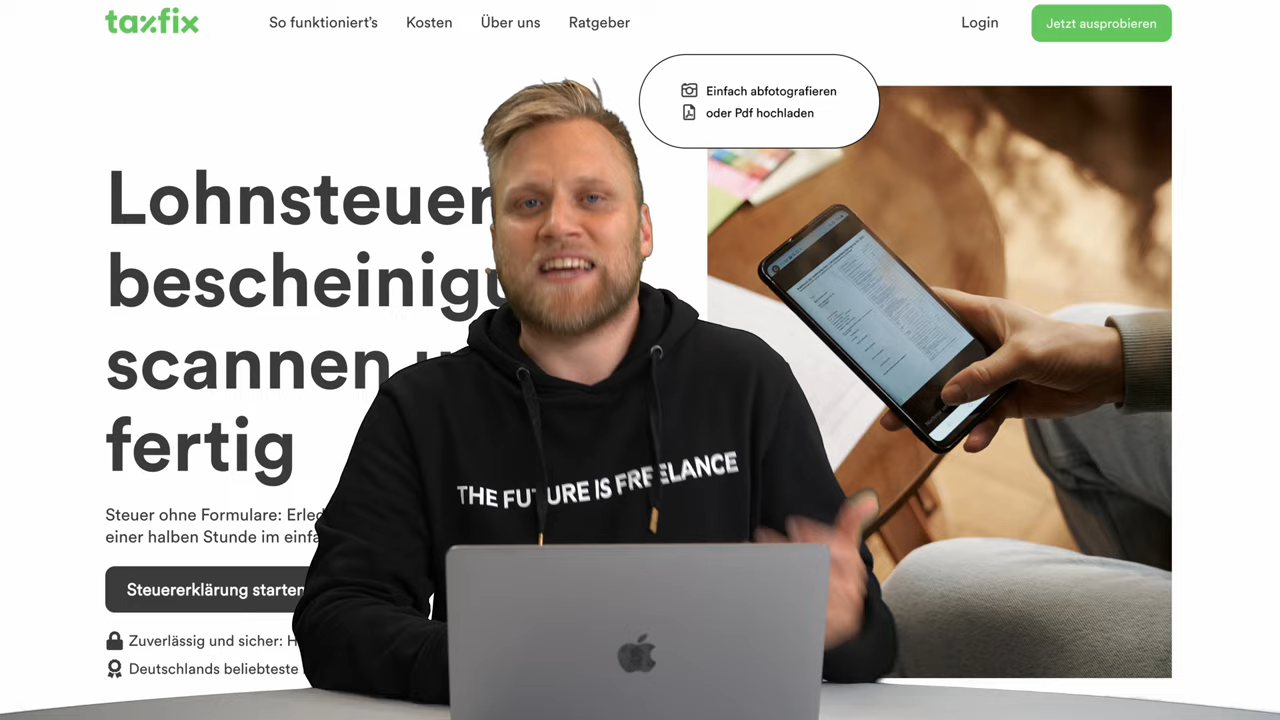 taxfix
So funktioniert's
Kosten
Über uns
Ratgeber
Login
Jetzt ausprobieren
Einfach abfotografieren
oder Pdf hochladen
Lohnsteuer
bescheinigu
scannen u
fertig
Steuer ohne Formulare: Erled
einer halben Stunde im einfa
Steuererklärung starten
Zuverlässig und sicher: H
Deutschlands beliebteste
THE FUTURE IS FREELANCE